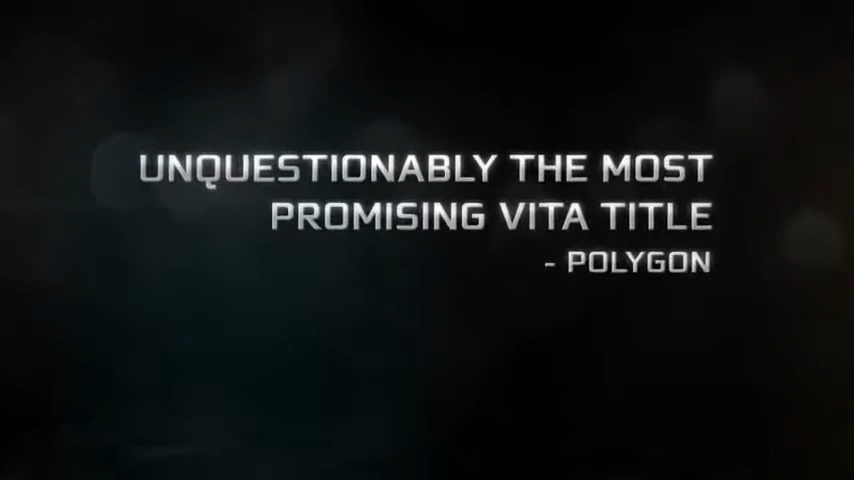 UNQUESTIONABLY THE MOST
PROMISING VITA TITLE
- POLYGON